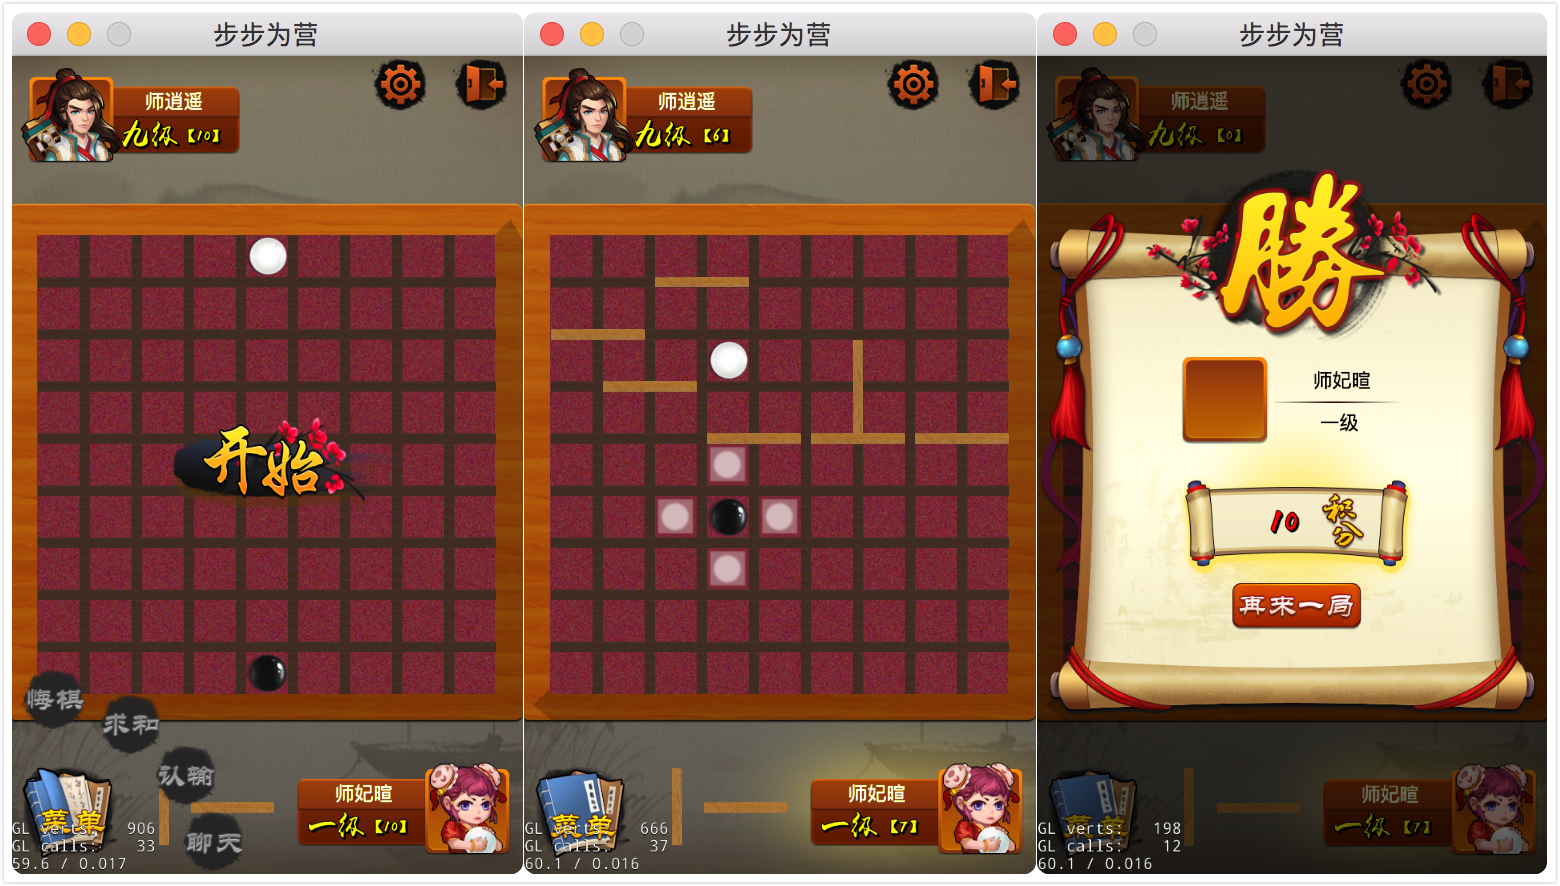 步步为营
师逍遥
九级【10】
开始
悔棋
求和
认输
聊天
菜单
师妃暄
一级【10】
GL verts: 906
GL calls: 33
59.6 / 0.017
步步为营
师逍遥
九级【6】
菜单
师妃暄
一级【7】
GL verts: 666
GL calls: 37
60.1 / 0.016
步步为营
师逍遥
九级【0】
勝
师妃暄
一级
10 积分
再来一局
菜单
师妃暄
一级【7】
GL verts: 198
GL calls: 12
60.1 / 0.016